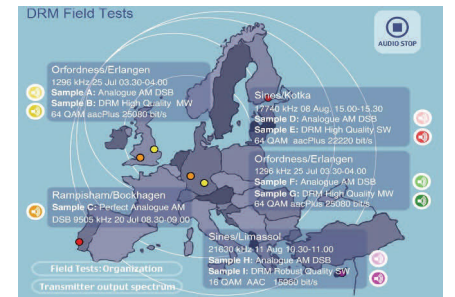 DRM Field Tests
AUDIO STOP
Orfordness/Erlangen
1296 kHz 25 Jul 03.30-04.00
Sample A: Analogue AM DSB
Sample B: DRM High Quality MW
64 QAM aacPlus 25080 bit/s
Sines/Kotka
17740 kHz 08 Aug. 15.00-15.30
Sample D: Analogue AM DSB
Sample E: DRM High Quality SW
64 QAM aacPlus 22220 bit/s
Orfordness/Erlangen
1296 kHz 25 Jul 03.30-04.00
Sample F: Analogue AM DSB
Sample G: DRM High Quality MW
64 QAM aacPlus 25080 bit/s
Rampisham/Bockhagen
Sample C: Perfect Analogue AM
DSB 9505 kHz 20 Jul 08.30-09.00
Sines/Limassol
21630 kHz 11 Aug 10.30-11.00
Sample H: Analogue AM DSB
Sample I: DRM Robust Quality SW
16 QAM AAC 15960 bit/s
Field Tests:Organization
Transmitter output spectrum